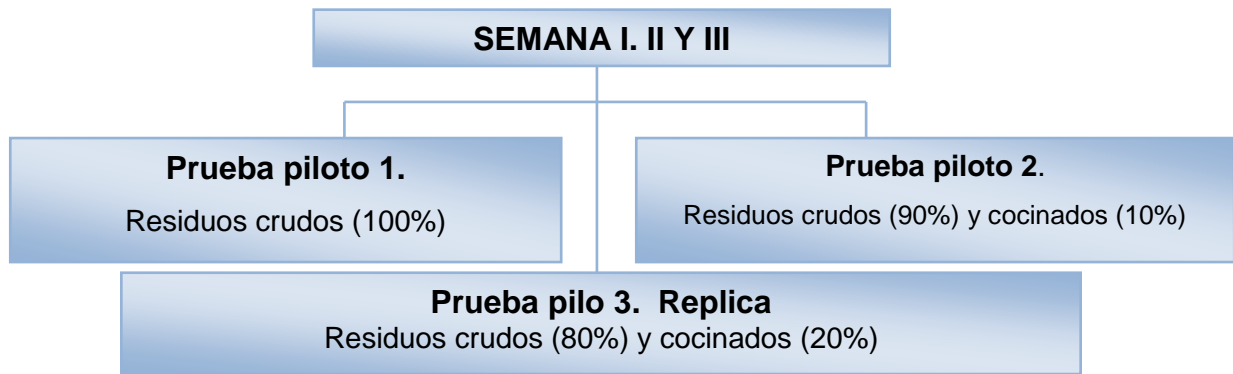 SEMANA I. II Y III
Prueba piloto 1.
Residuos crudos (100%)
Prueba piloto 2.
Residuos crudos (90%) y cocinados (10%)
Prueba pilo 3.  Replica
Residuos crudos (80%) y cocinados (20%)